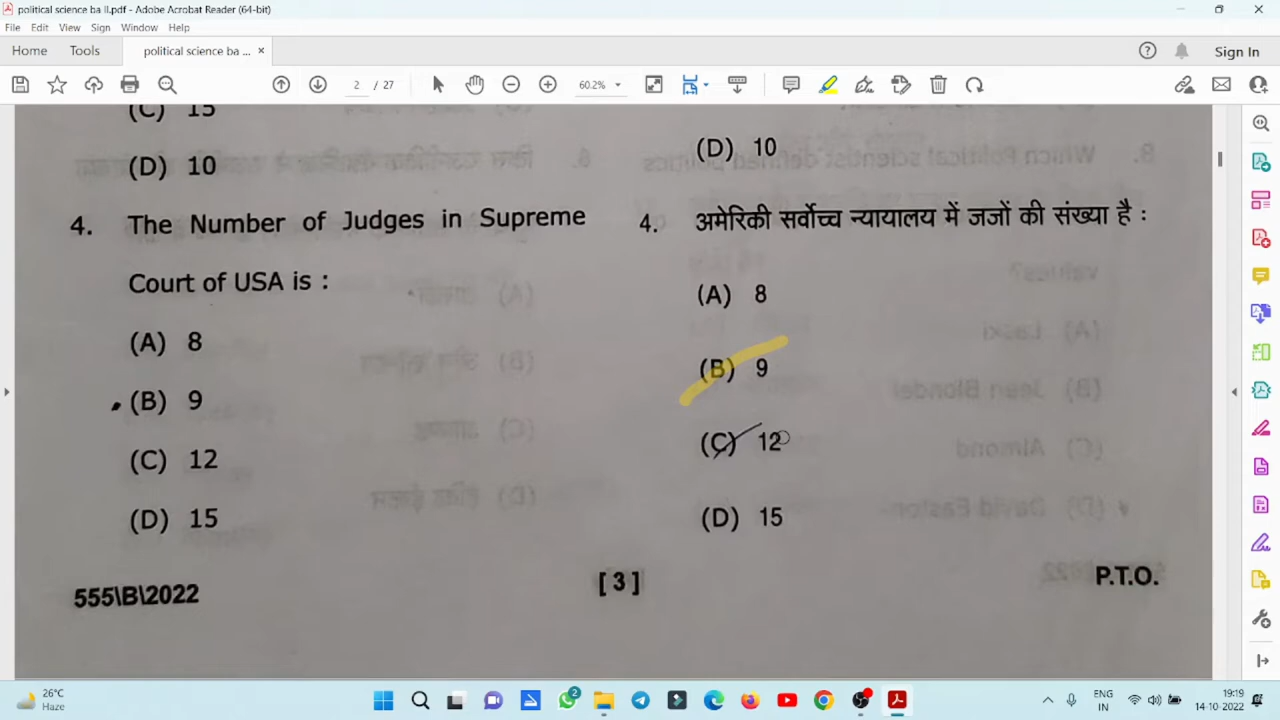 political science ba II.pdf - Adobe Acrobat Reader (64-bit)
File Edit View Sign Window Help
Home Tools political science ba ... × Sign In
2 / 27 60.2%
(C) 15
(D) 10
4. The Number of Judges in Supreme
Court of USA is :
(A) 8
(B) 9
(C) 12
(D) 15
(D) 10
4. अमेरिकी सर्वोच्च न्यायालय में जजों की संख्या है :
(A) 8
(B) 9
(C) 12
(D) 15
555\B\2022 [ 3 ] P.T.O.
26°C
Haze
2
ENG
IN
19:19
14-10-2022